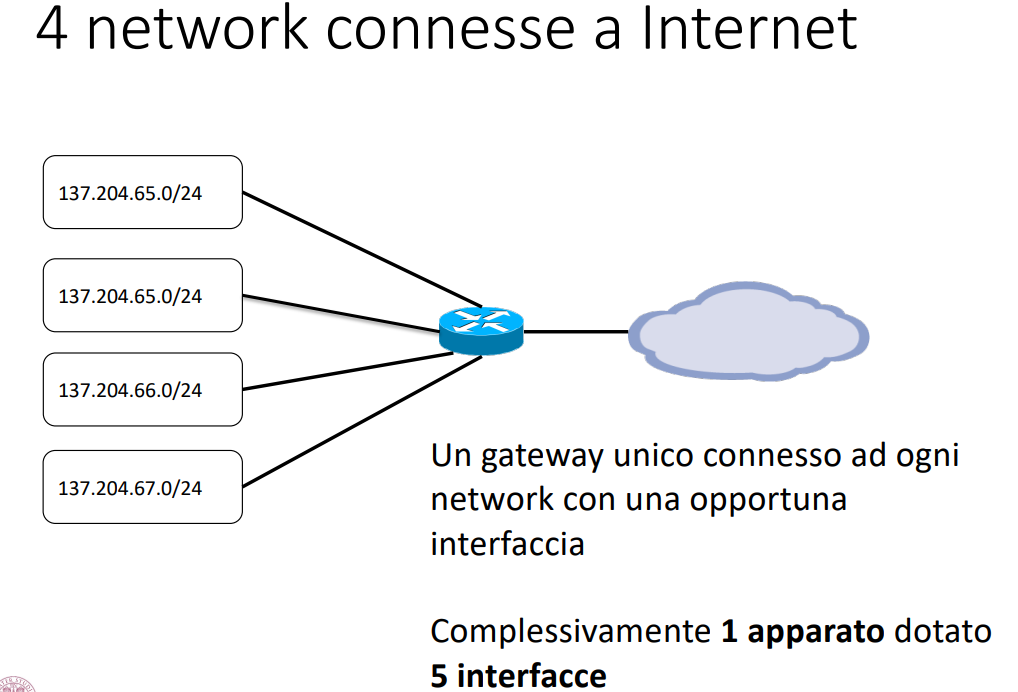 4 network connesse a Internet
137.204.65.0/24
137.204.65.0/24
137.204.66.0/24
137.204.67.0/24
Un gateway unico connesso ad ogni
network con una opportuna
interfaccia
Complessivamente 1 apparato dotato
5 interfacce